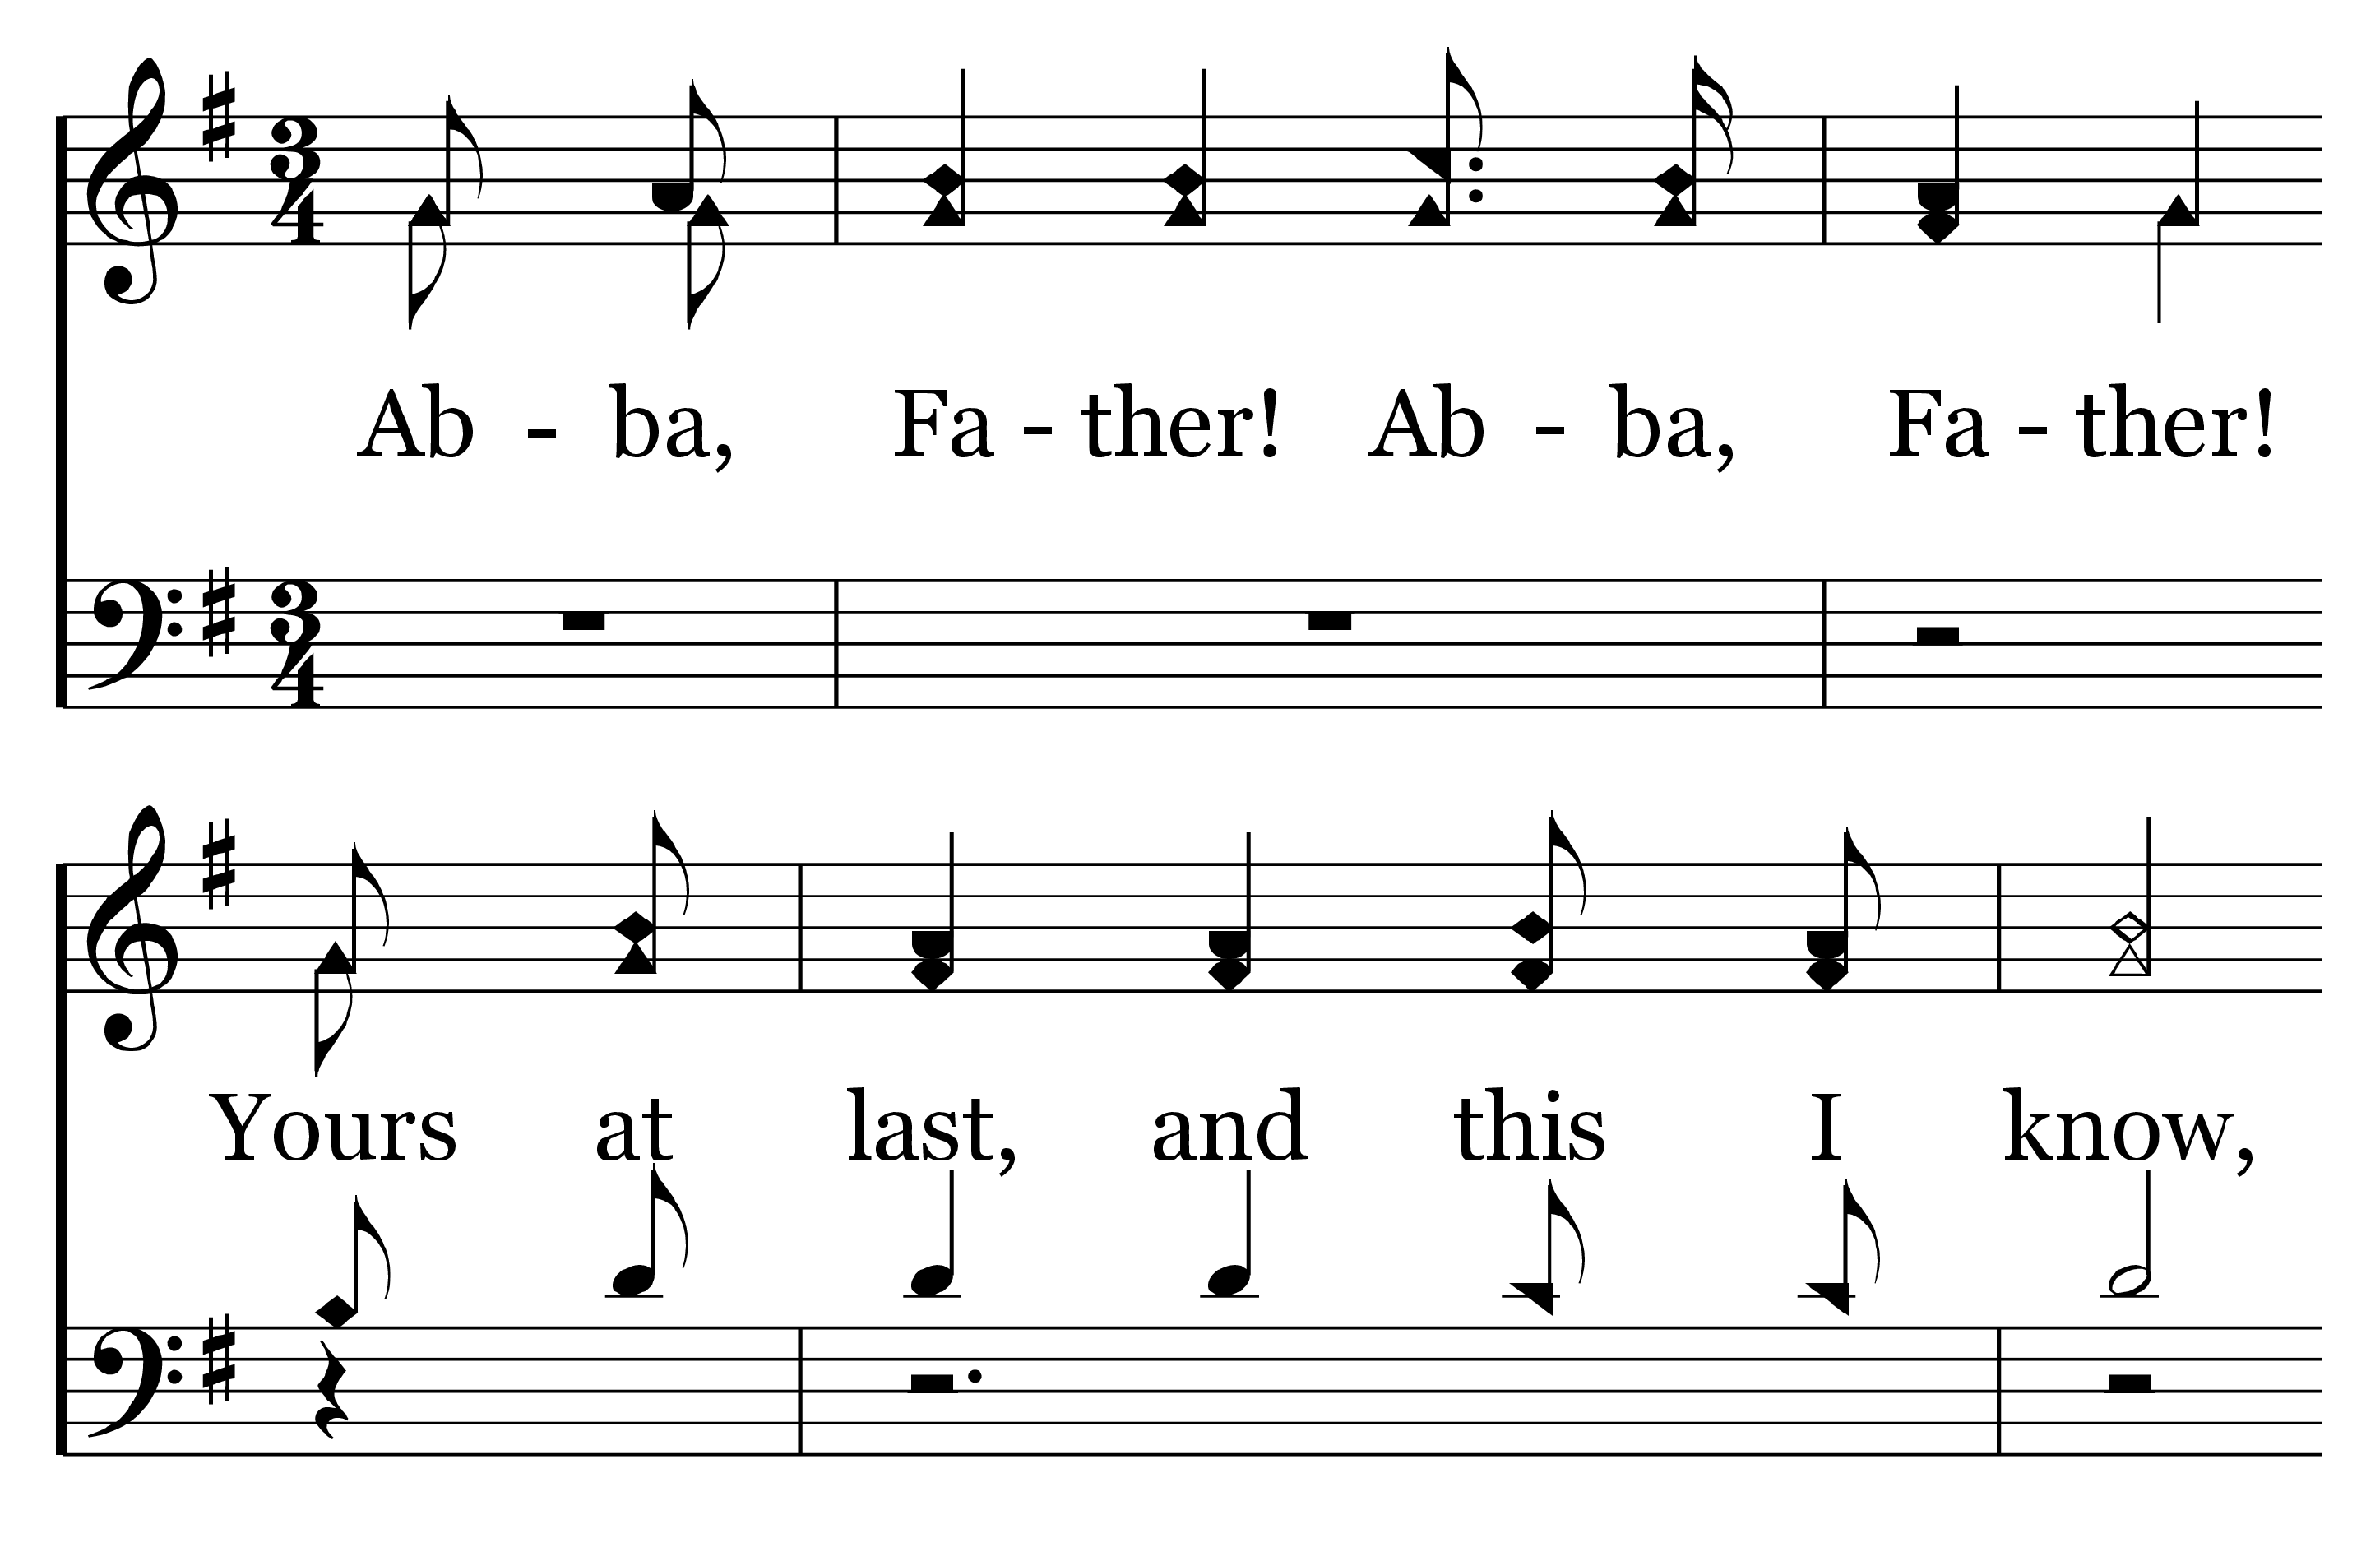 Ab - ba, Fa - ther! Ab - ba, Fa - ther!
Yours at last, and this I know,